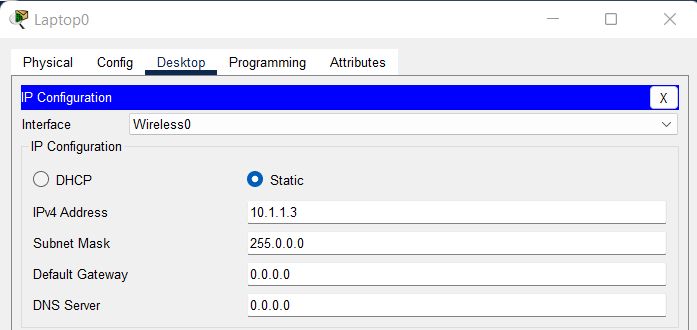 Laptop0
Physical Config Desktop Programming Attributes
IP Configuration X
Interface Wireless0
IP Configuration
DHCP Static
IPv4 Address 10.1.1.3
Subnet Mask 255.0.0.0
Default Gateway 0.0.0.0
DNS Server 0.0.0.0